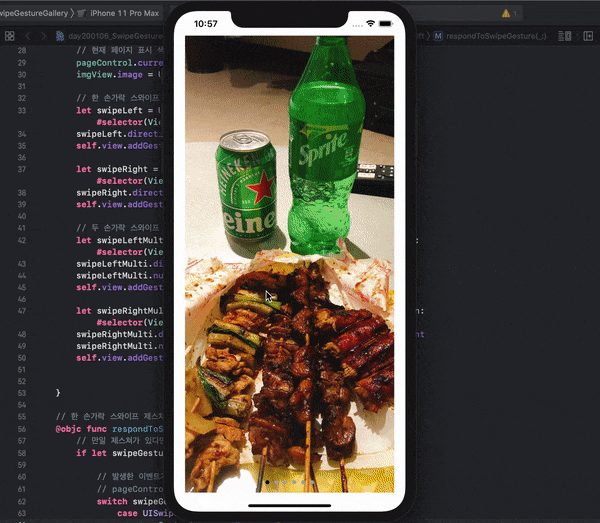 SwipeGestureGallery
iPhone 11 Pro Max
1
10:57
day200106_SwipeGesture
M respondToSwipeGesture(_:)
28 // 현재 페이지 표시 색
29 pageControl.curre
30 imgView.image = U
31
32 // 한 손가락 스와이프
33 let swipeLeft = U
#selector(Vie
34 swipeLeft.directi
35 self.view.addGest
36
37 let swipeRight =
#selector(Vie
38 swipeRight.direct
39 self.view.addGest
40
41 // 두 손가락 스와이프
42 let swipeLeftMult
#selector(Vie
43 swipeLeftMulti.di
44 swipeLeftMulti.nu
45 self.view.addGest
46
47 let swipeRightMul
#selector(Vie
48 swipeRightMulti.d
49 swipeRightMulti.n
50 self.view.addGest
51
52
53 }
54
55 // 한 손가락 스와이프 제스처
56 @objc func respondToS
57 // 만일 제스처가 있다면
58 if let swipeGestu
59
60 // 발생한 이벤트가
61 // pageControl
62 switch swipeG
63 case UISw
Sprite
HEINEKEN
Heineken